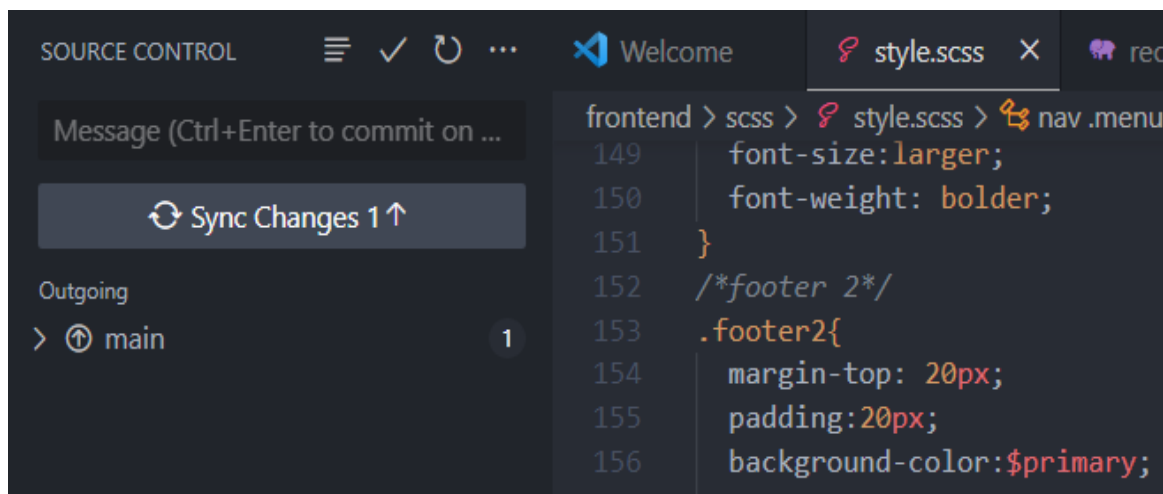 SOURCE CONTROL
Message (Ctrl+Enter to commit on ...
Sync Changes 1↑
Outgoing
main 1
Welcome
style.scss
frontend > scss > style.scss > nav .menu
149 font-size:larger;
150 font-weight: bolder;
151 }
152 /*footer 2*/
153 .footer2{
154 margin-top: 20px;
155 padding:20px;
156 background-color:$primary;